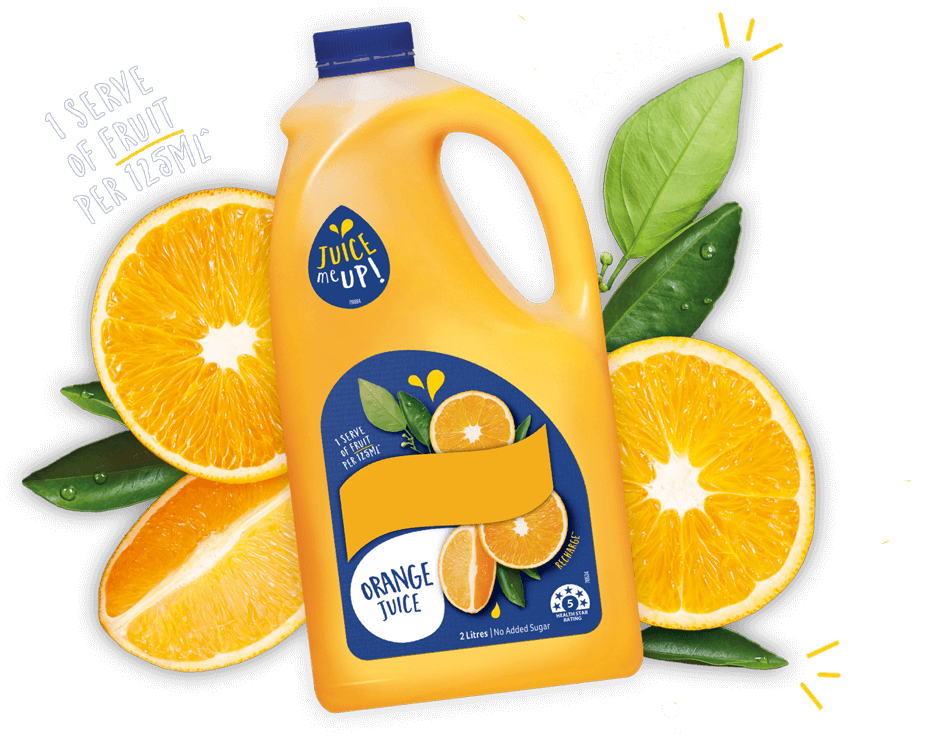 1 SERVE
OF FRUIT
PER 125ML^
JUICE
me UP!
1 SERVE
OF FRUIT
PER 125ML^
ORANGE
JUICE
RECHARGE
5
HEALTH STAR
RATING
2 Litres | No Added Sugar